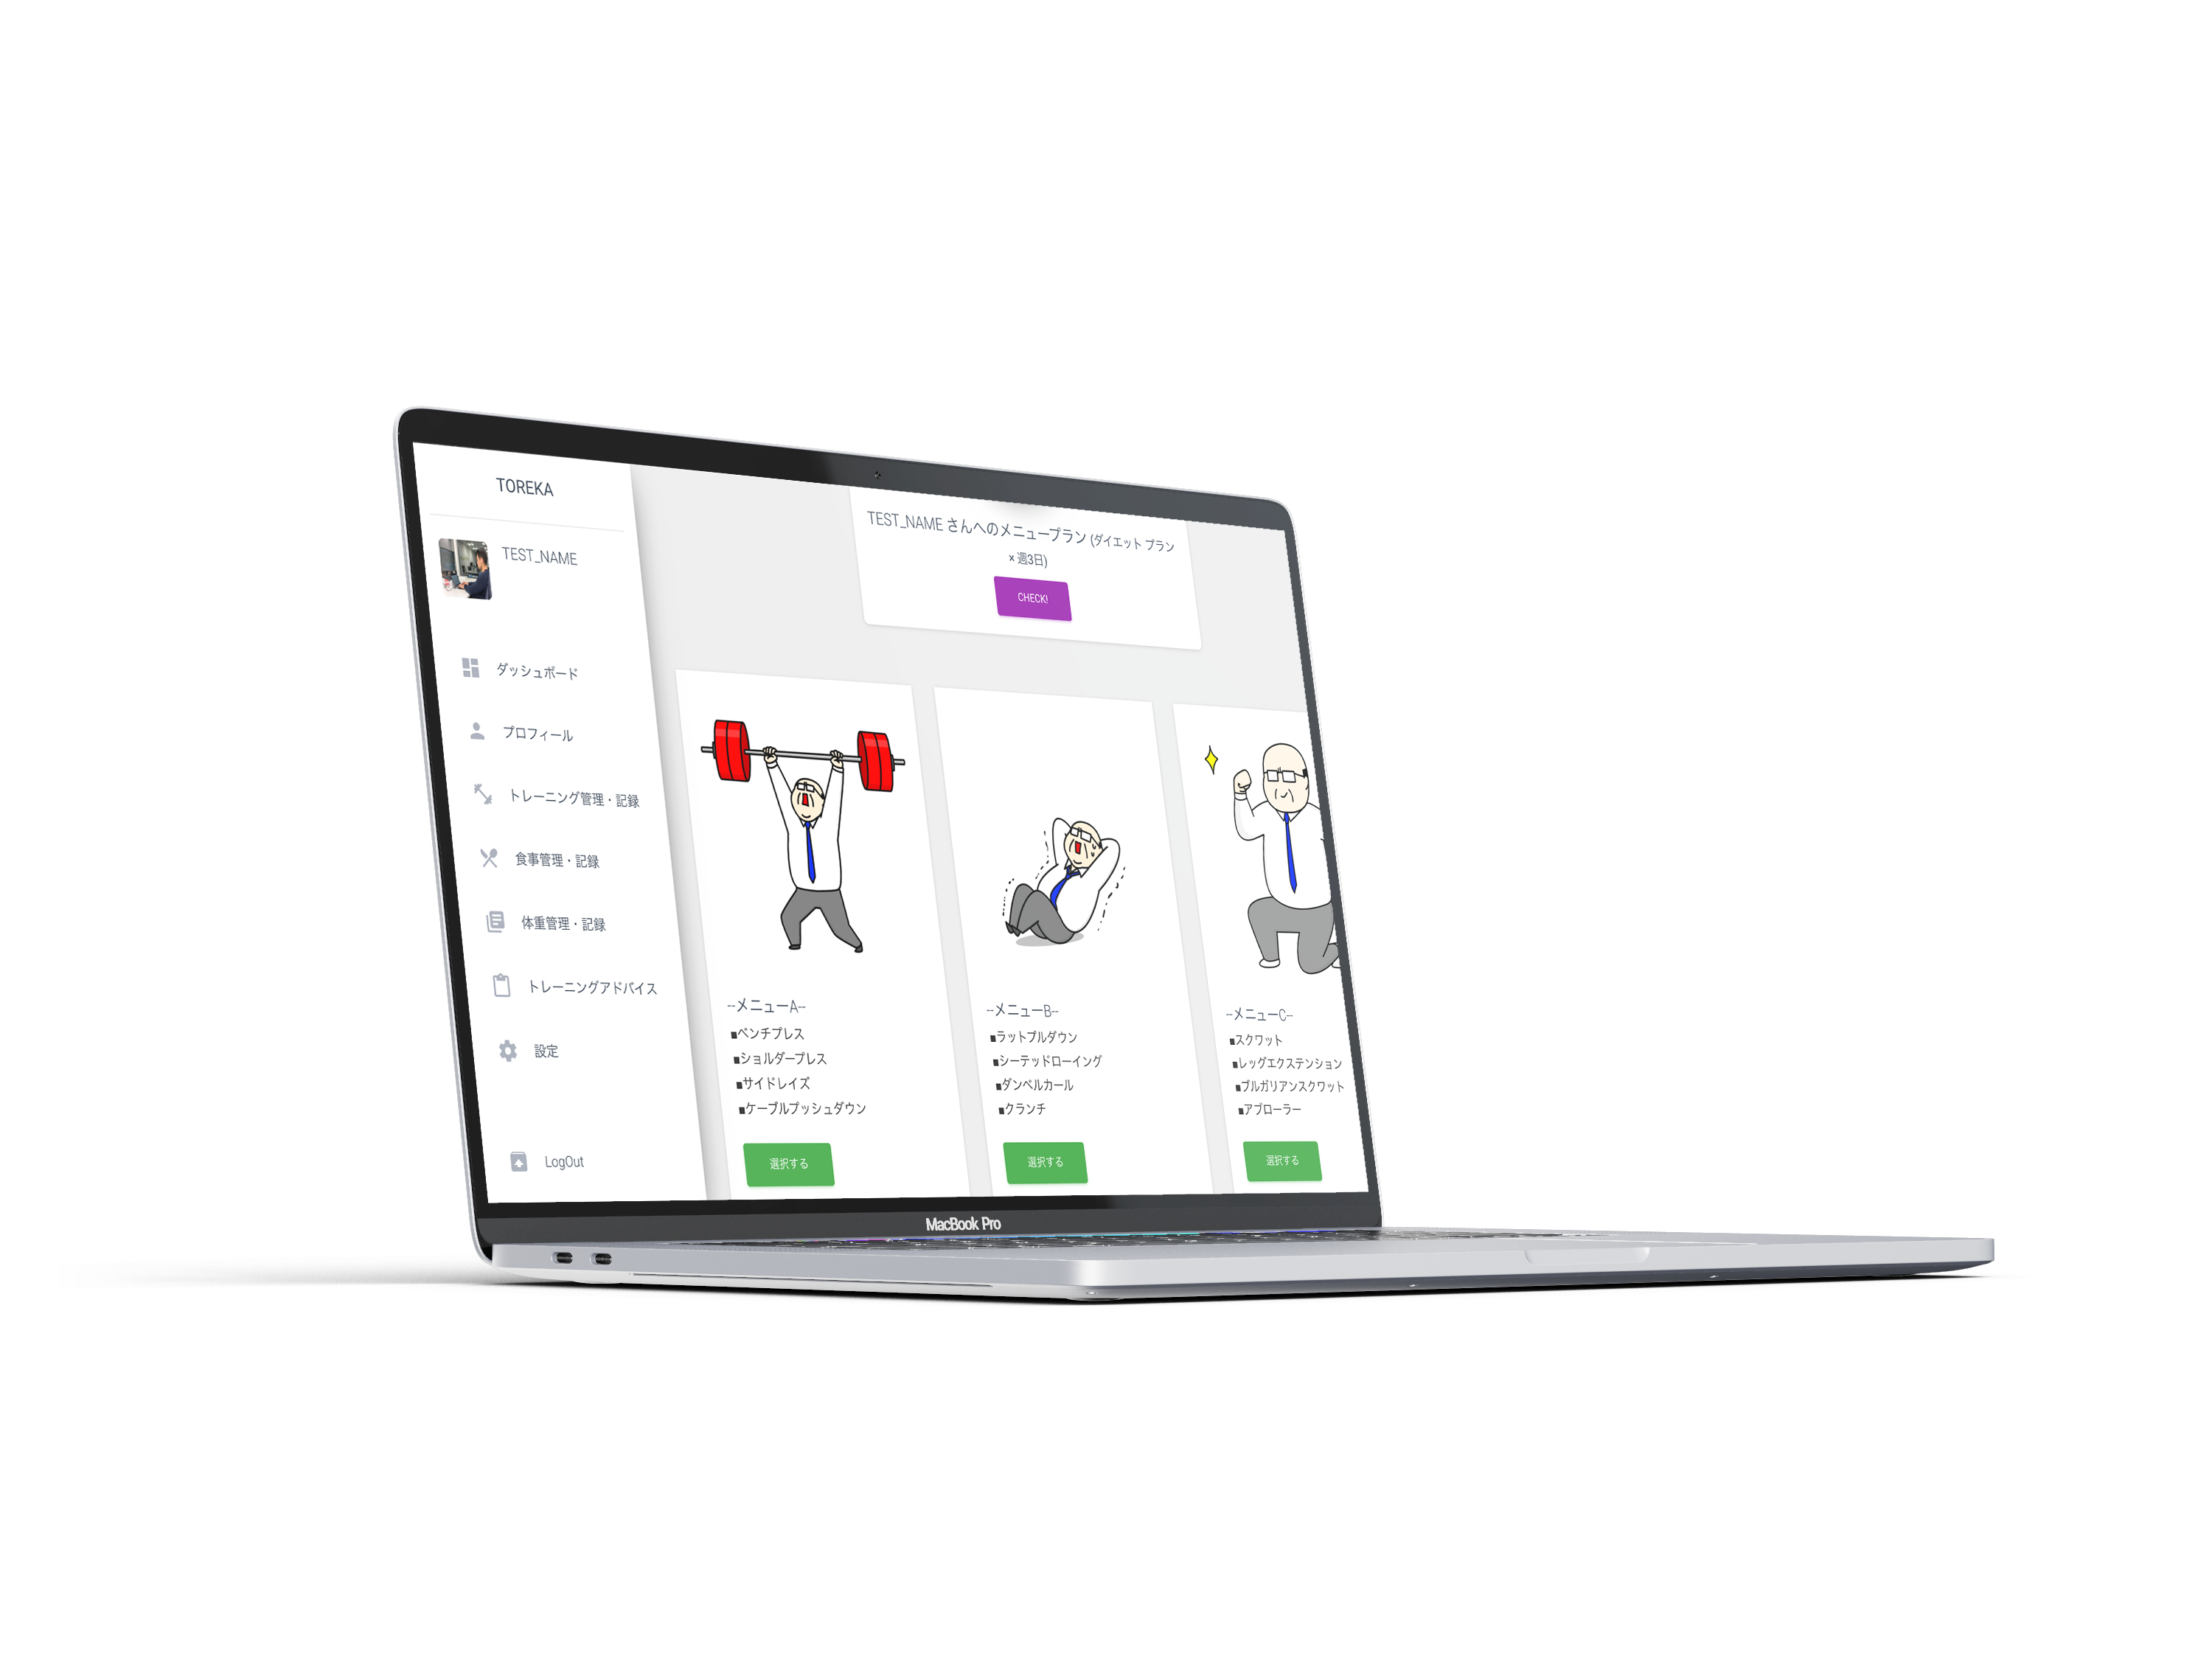 TOREKA
TEST_NAME
ダッシュボード
プロフィール
トレーニング管理・記録
食事管理・記録
体重管理・記録
トレーニングアドバイス
設定
LogOut
TEST_NAME さんへのメニュープラン (ダイエット プラン
× 週3日)
CHECK!
--メニューA--
■ベンチプレス
■ショルダープレス
■サイドレイズ
■ケーブルプッシュダウン
選択する
--メニューB--
■ラットプルダウン
■シーテッドローイング
■ダンベルカール
■クランチ
選択する
--メニューC--
■スクワット
■レッグエクステンション
■ブルガリアンスクワット
■アブローラー
選択する
MacBook Pro